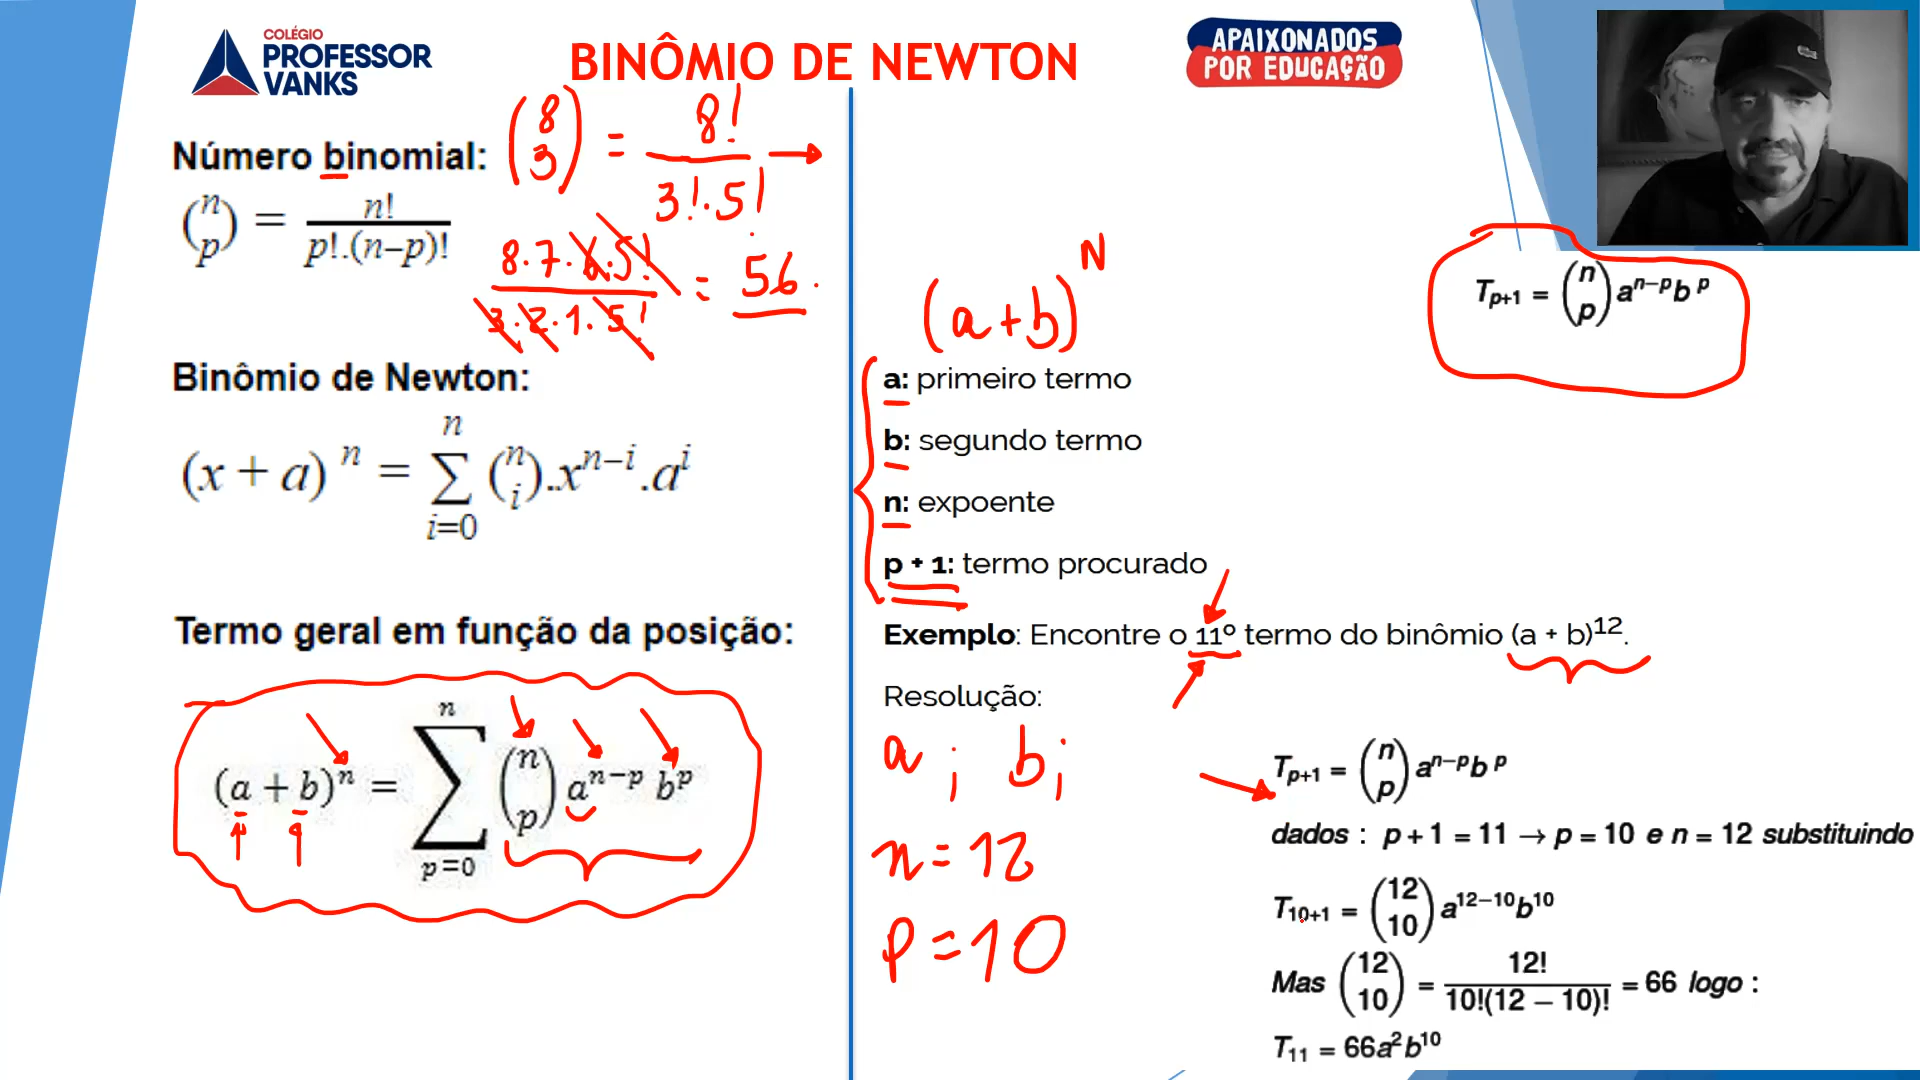 COLÉGIO
PROFESSOR
VANKS
BINÔMIO DE NEWTON
APAIXONADOS
POR EDUCAÇÃO
Número binomial:
(n p) = n! / p!.(n-p)!
(8 3) = 8! / 3!.5! →
8.7.6.5! / 3.2.1.5! = 56.
Binômio de Newton:
(x + a)^n = Σ_{i=0}^{n} (n i).x^{n-i}.a^i
Termo geral em função da posição:
(a + b)^n = Σ_{p=0}^{n} (n p) a^{n-p} b^p
(a+b)^N
T_{p+1} = (n p) a^{n-p} b^p
a: primeiro termo
b: segundo termo
n: expoente
p + 1: termo procurado
Exemplo: Encontre o 11º termo do binômio (a + b)^12.
Resolução:
a; b;
n=12
P=10
T_{p+1} = (n p) a^{n-p} b^p
dados : p + 1 = 11 → p = 10 e n = 12 substituindo
T_{10+1} = (12 10) a^{12-10} b^{10}
Mas (12 10) = 12! / 10!(12 - 10)! = 66 logo :
T_{11} = 66a^2b^{10}